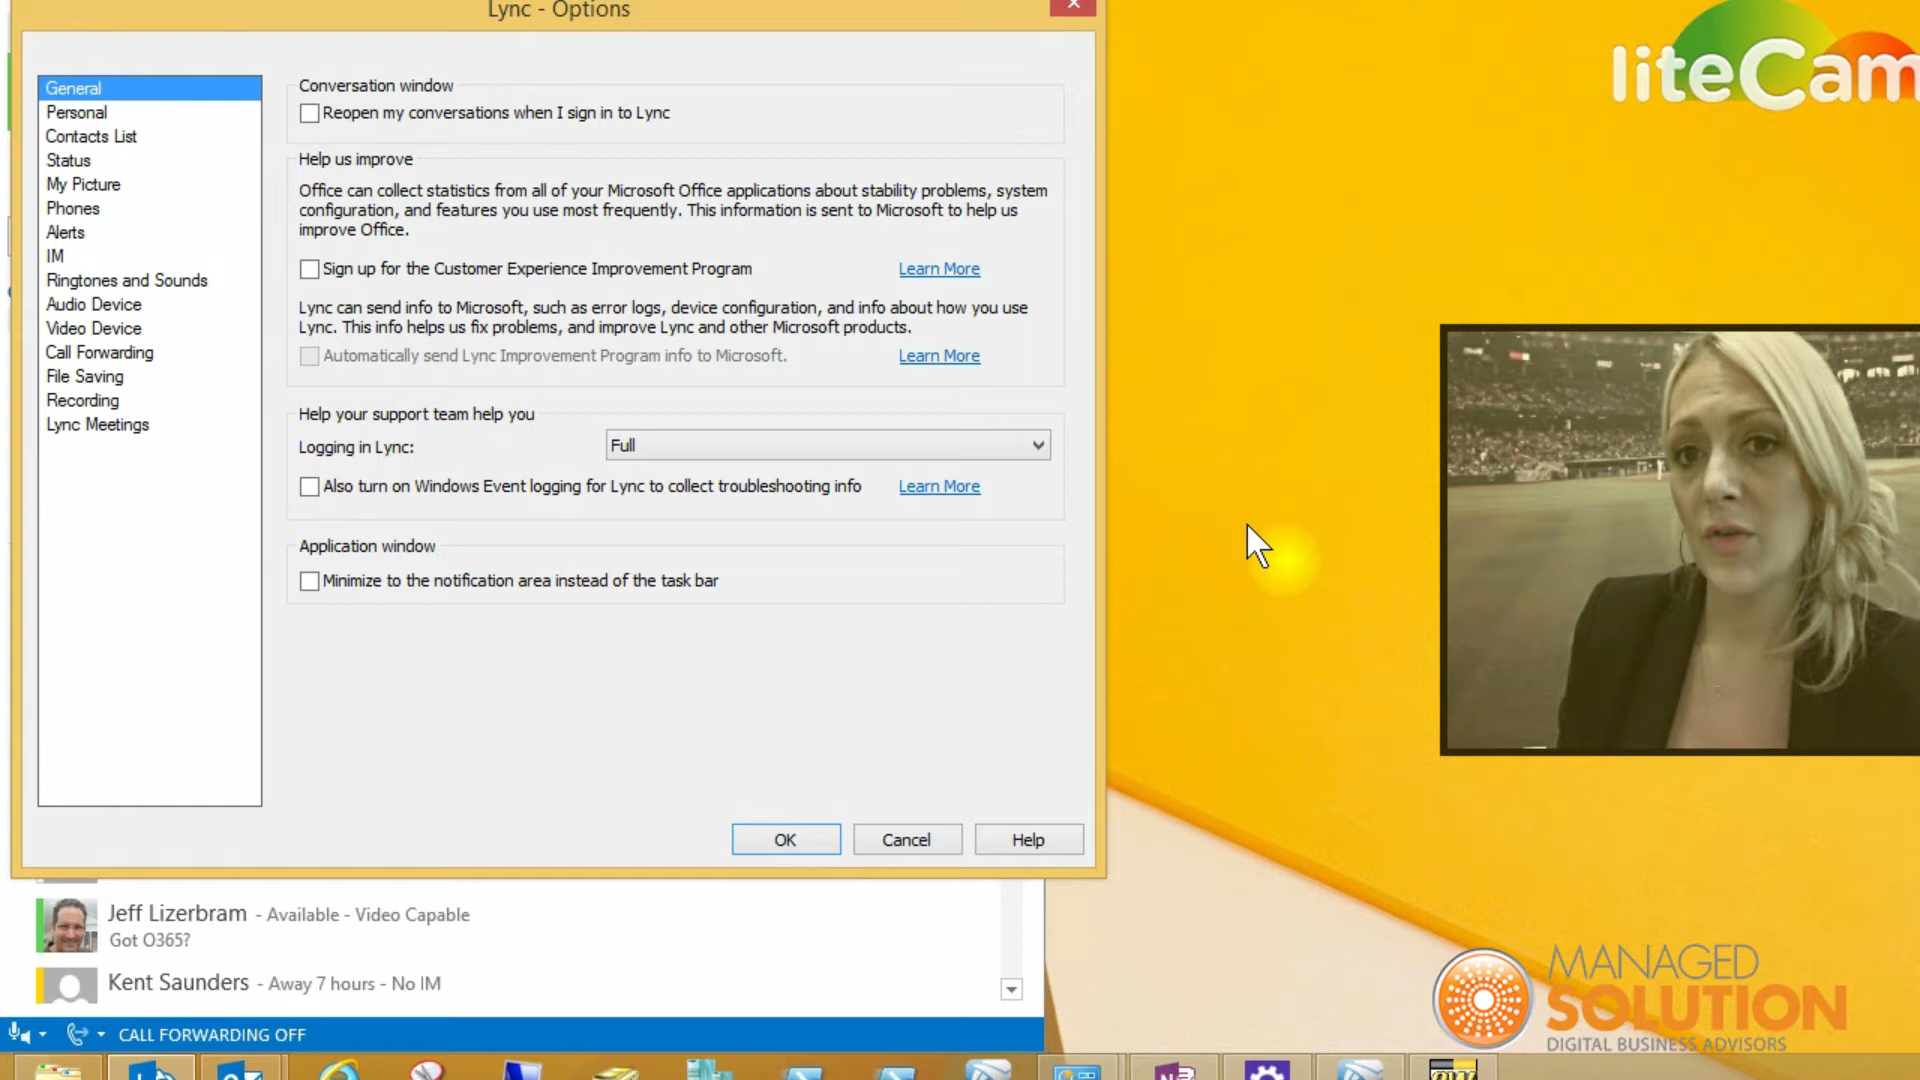 Lync - Options
liteCam
General
Personal
Contacts List
Status
My Picture
Phones
Alerts
IM
Ringtones and Sounds
Audio Device
Video Device
Call Forwarding
File Saving
Recording
Lync Meetings
Conversation window
Reopen my conversations when I sign in to Lync
Help us improve
Office can collect statistics from all of your Microsoft Office applications about stability problems, system
configuration, and features you use most frequently. This information is sent to Microsoft to help us
improve Office.
Sign up for the Customer Experience Improvement Program Learn More
Lync can send info to Microsoft, such as error logs, device configuration, and info about how you use
Lync. This info helps us fix problems, and improve Lync and other Microsoft products.
Automatically send Lync Improvement Program info to Microsoft. Learn More
Help your support team help you
Logging in Lync: Full
Also turn on Windows Event logging for Lync to collect troubleshooting info Learn More
Application window
Minimize to the notification area instead of the task bar
OK Cancel Help
Jeff Lizerbram - Available - Video Capable
Got O365?
Kent Saunders - Away 7 hours - No IM
CALL FORWARDING OFF
MANAGED
SOLUTION
DIGITAL BUSINESS ADVISORS